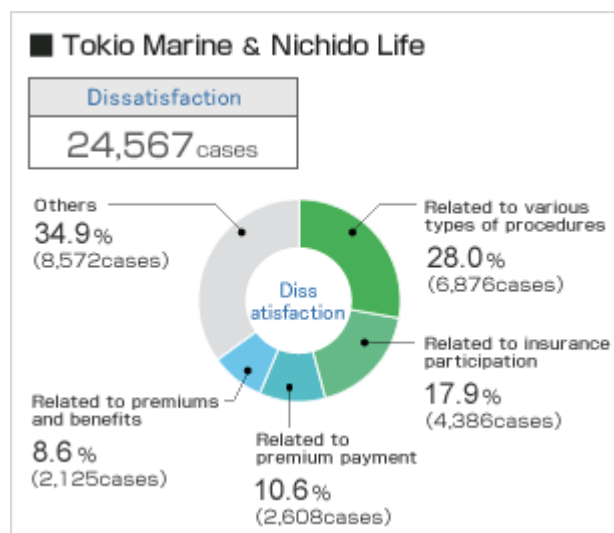 ■ Tokio Marine & Nichido Life
Dissatisfaction
24,567 cases
Others
34.9%
(8,572cases)
Related to various
types of procedures
28.0%
(6,876cases)
Diss
atisfaction
Related to insurance
participation
17.9%
(4,386cases)
Related to premiums
and benefits
8.6%
(2,125cases)
Related to
premium payment
10.6%
(2,608cases)